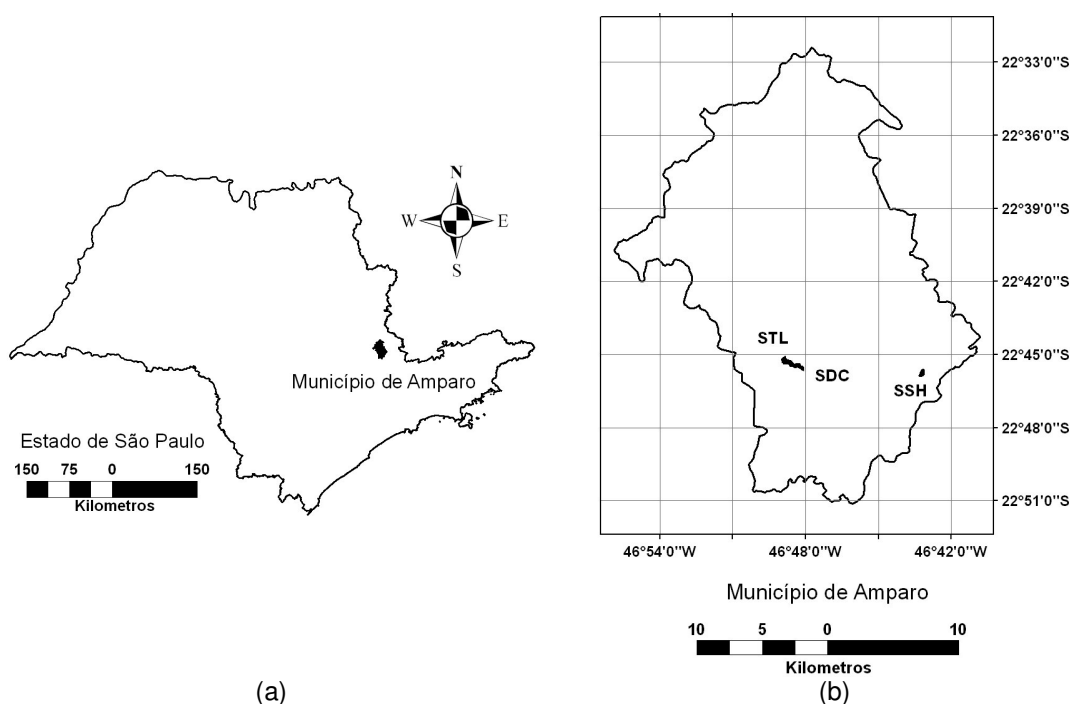 N
W E
S
Município de Amparo
Estado de São Paulo
150 75 0 150
Kilometros
(a)
22°33'0"S
22°36'0"S
22°39'0"S
22°42'0"S
22°45'0"S
22°48'0"S
22°51'0"S
STL
SDC
SSH
46°54'0"W 46°48'0"W 46°42'0"W
Município de Amparo
10 5 0 10
Kilometros
(b)